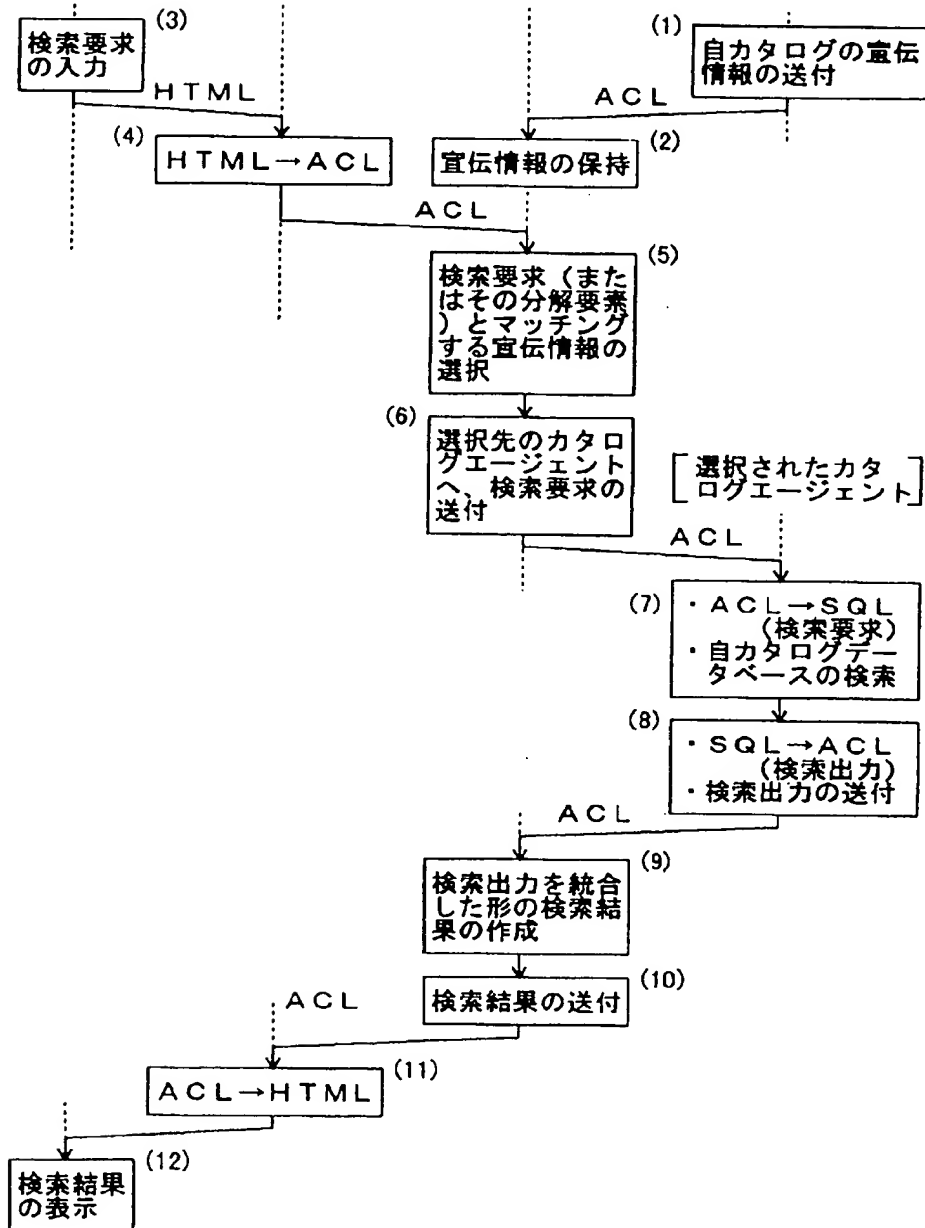 (3)
検索要求
の入力
(1)
自カタログの宣伝
情報の送付
HTML
ACL
(4)
HTML→ACL
(2)
宣伝情報の保持
ACL
(5)
検索要求(また
はその分解要素
)とマッチング
する宣伝情報の
選択
(6)
選択先のカタロ
グエージェント
へ、検索要求の
送付
[選択されたカタ
ログエージェント]
ACL
(7)
・ACL→SQL
(検索要求)
・自カタログデー
タベースの検索
(8)
・SQL→ACL
(検索出力)
・検索出力の送付
ACL
(9)
検索出力を統合
した形の検索結
果の作成
(10)
検索結果の送付
ACL
(11)
ACL→HTML
(12)
検索結果
の表示